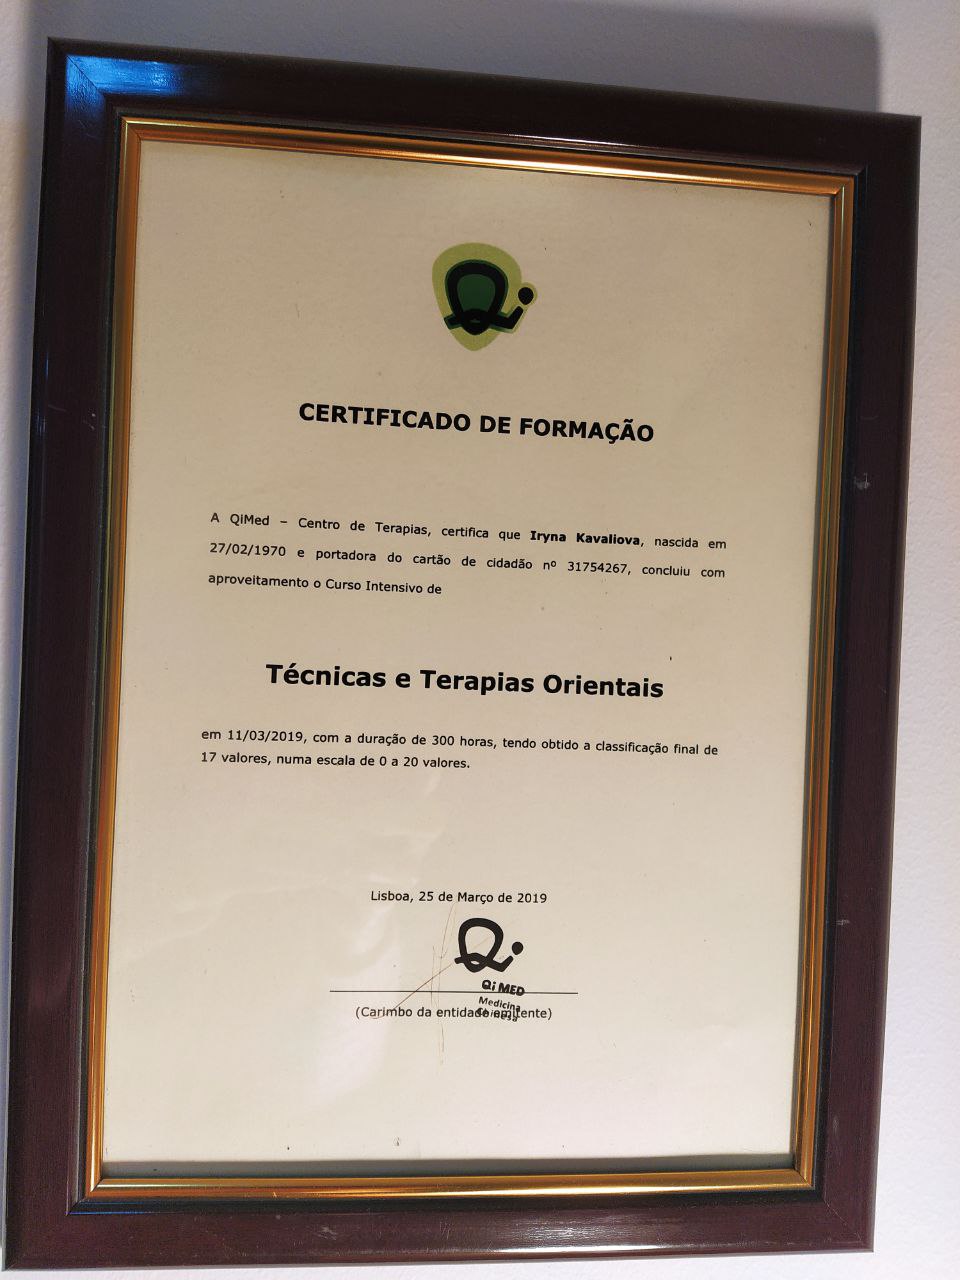 CERTIFICADO DE FORMAÇÃO
A QiMed – Centro de Terapias, certifica que Iryna Kavaliova, nascida em
27/02/1970 e portadora do cartão de cidadão nº 31754267, concluiu com
aproveitamento o Curso Intensivo de
Técnicas e Terapias Orientais
em 11/03/2019, com a duração de 300 horas, tendo obtido a classificação final de
17 valores, numa escala de 0 a 20 valores.
Lisboa, 25 de Março de 2019
Qi MED
Medicina
Chinesa
(Carimbo da entidade emitente)